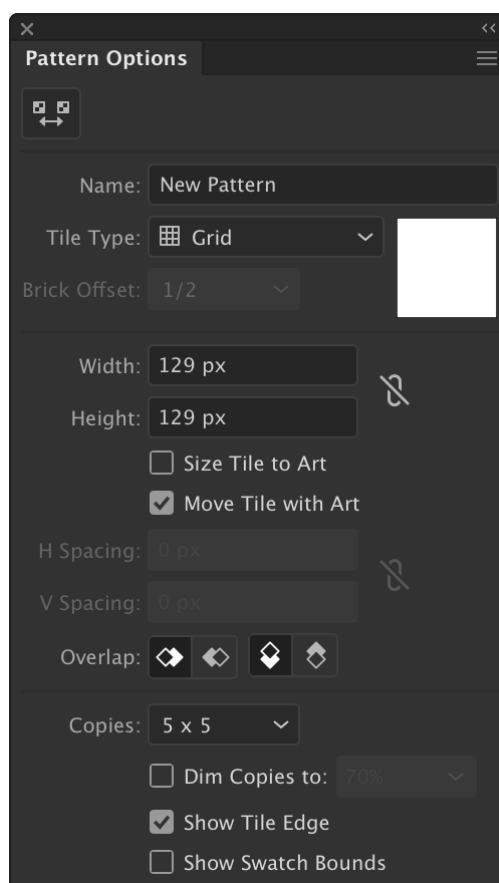 Pattern Options
Name: New Pattern
Tile Type: Grid
Brick Offset: 1/2
Width: 129 px
Height: 129 px
Size Tile to Art
Move Tile with Art
H Spacing: 0 px
V Spacing: 0 px
Overlap:
Copies: 5 x 5
Dim Copies to: 70%
Show Tile Edge
Show Swatch Bounds